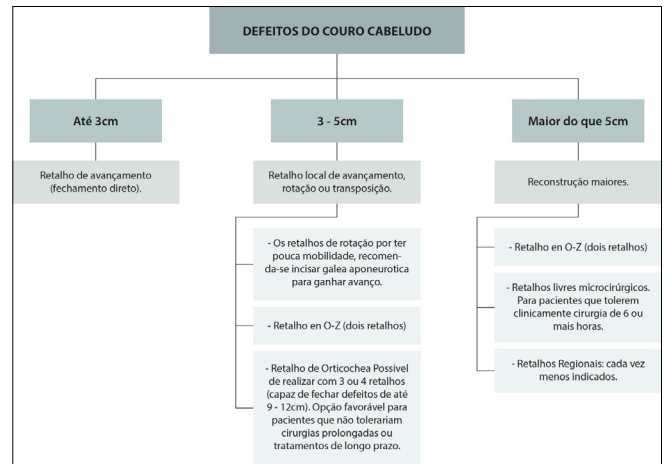 DEFEITOS DO COURO CABELUDO
Até 3cm
Retalho de avançamento
(fechamento direto).
3 - 5cm
Retalho local de avançamento,
rotação ou transposição.
- Os retalhos de rotação por ter
pouca mobilidade, recomen-
da-se incisar galea aponeurotica
para ganhar avanço.
- Retalho en O-Z (dois retalhos)
- Retalho de Orticochea Possivel
de realizar com 3 ou 4 retalhos
(capaz de fechar defeitos de até
9 - 12cm). Opção favorável para
pacientes que não tolerariam
cirurgias prolongadas ou
tratamentos de longo prazo.
Maior do que 5cm
Reconstrução maiores.
- Retalho en O-Z (dois retalhos)
- Retalhos livres microcirúrgicos.
Para pacientes que tolerem
clinicamente cirurgia de 6 ou
mais horas.
- Retalhos Regionais: cada vez
menos indicados.